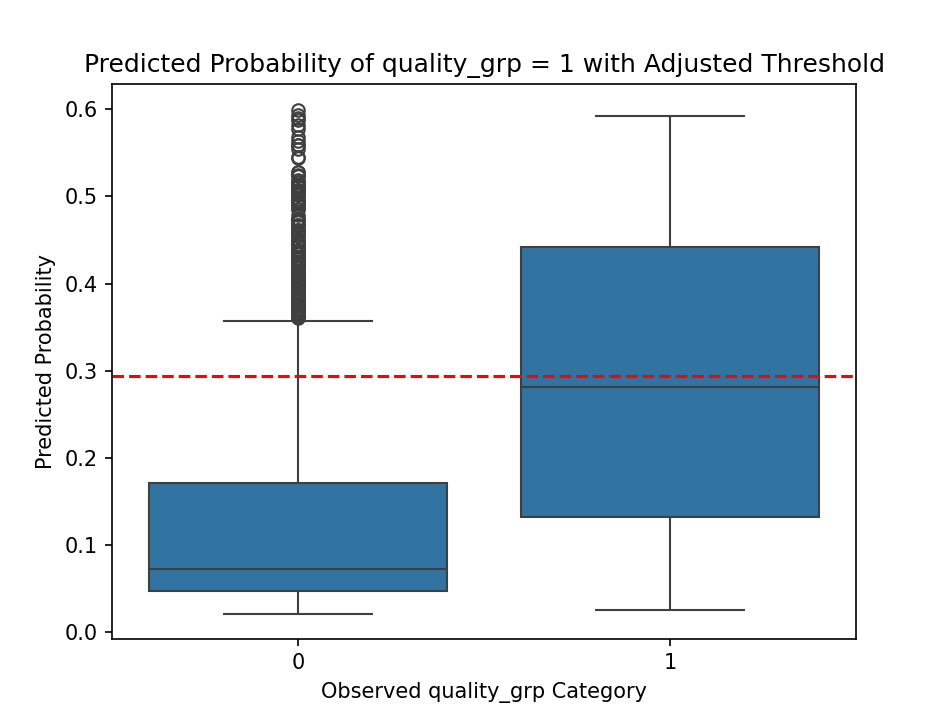 Predicted Probability of quality_grp = 1 with Adjusted Threshold
Predicted Probability
0.6
0.5
0.4
0.3
0.2
0.1
0.0
0 1
Observed quality_grp Category